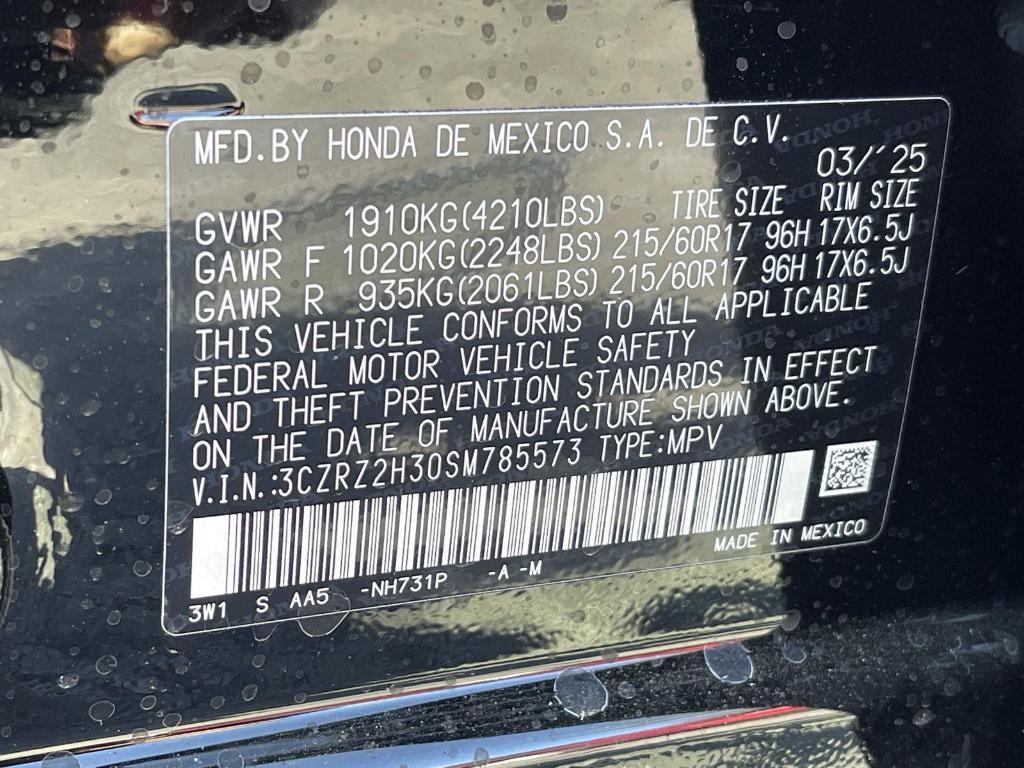 MFD.BY HONDA DE MEXICO S.A. DE C.V.
03/´25
GVWR 1910KG(4210LBS) TIRE SIZE RIM SIZE
GAWR F 1020KG(2248LBS) 215/60R17 96H 17X6.5J
GAWR R 935KG(2061LBS) 215/60R17 96H 17X6.5J
THIS VEHICLE CONFORMS TO ALL APPLICABLE
FEDERAL MOTOR VEHICLE SAFETY
AND THEFT PREVENTION STANDARDS IN EFFECT
ON THE DATE OF MANUFACTURE SHOWN ABOVE.
V.I.N.:3CZRZ2H30SM785573 TYPE:MPV
MADE IN MEXICO
3W1 S AA5 -NH731P -A -M